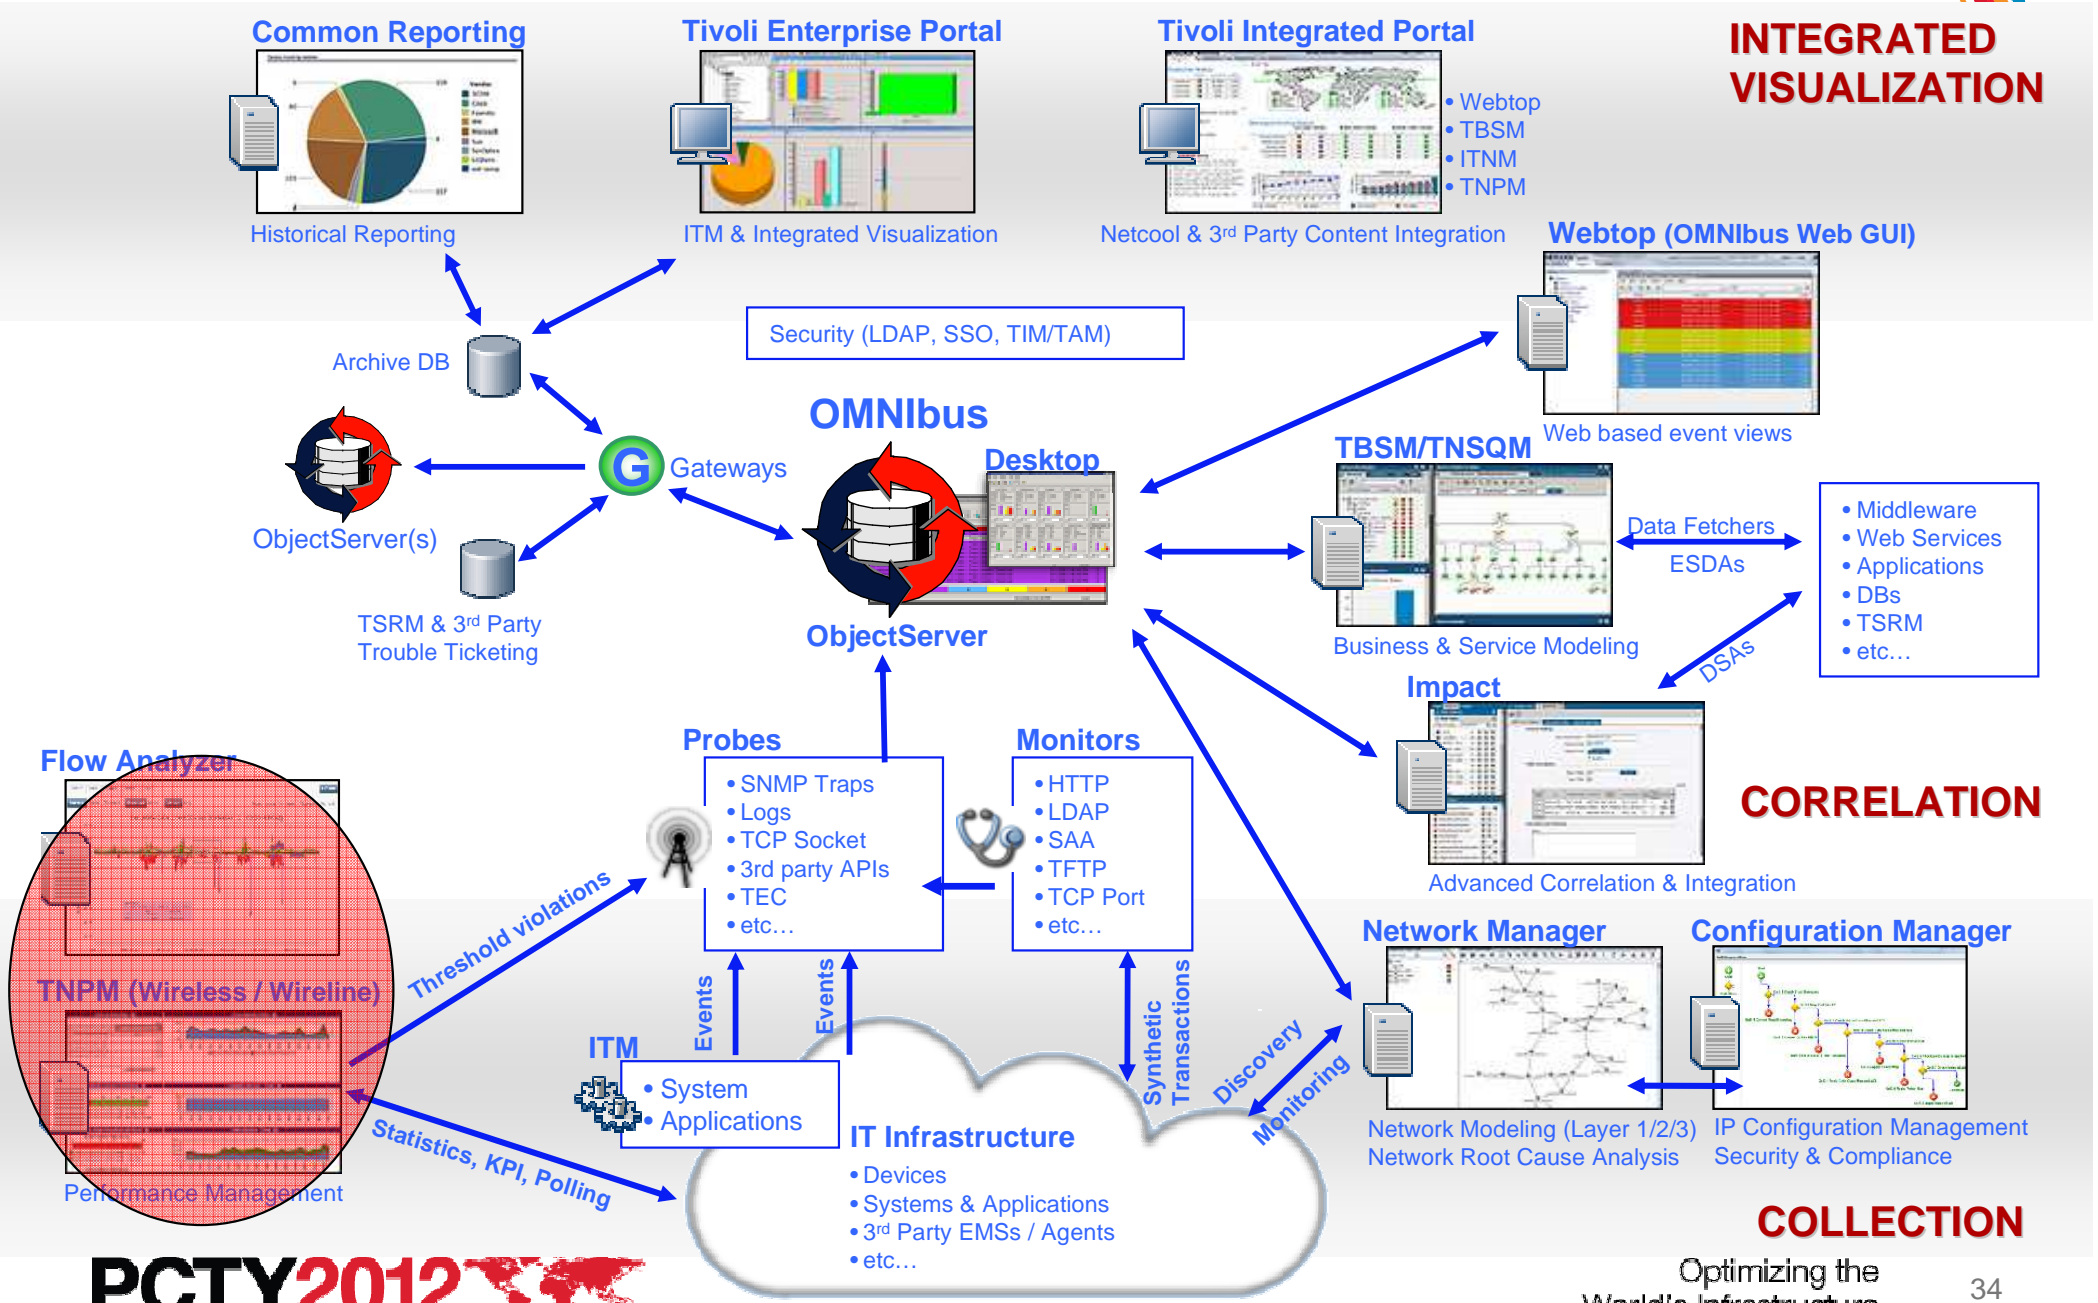 Common Reporting
Historical Reporting
Tivoli Enterprise Portal
ITM & Integrated Visualization
Tivoli Integrated Portal
• Webtop
• TBSM
• ITNM
• TNPM
Netcool & 3rd Party Content Integration
INTEGRATED
VISUALIZATION
Webtop (OMNIbus Web GUI)
Web based event views
Security (LDAP, SSO, TIM/TAM)
Archive DB
OMNIbus
Desktop
ObjectServer
G
Gateways
ObjectServer(s)
TSRM & 3rd Party
Trouble Ticketing
TBSM/TNSQM
Business & Service Modeling
Data Fetchers
ESDAs
• Middleware
• Web Services
• Applications
• DBs
• TSRM
• etc…
DSAs
Impact
Advanced Correlation & Integration
CORRELATION
Probes
• SNMP Traps
• Logs
• TCP Socket
• 3rd party APIs
• TEC
• etc…
Monitors
• HTTP
• LDAP
• SAA
• TFTP
• TCP Port
• etc…
Flow Analyzer
TNPM (Wireless / Wireline)
Performance Management
Threshold violations
Statistics, KPI, Polling
Events
Events
Synthetic
Transactions
Discovery
Monitoring
ITM
• System
• Applications
IT Infrastructure
• Devices
• Systems & Applications
• 3rd Party EMSs / Agents
• etc…
Network Manager
Network Modeling (Layer 1/2/3)
Network Root Cause Analysis
Configuration Manager
IP Configuration Management
Security & Compliance
COLLECTION
PCTY2012
Optimizing the
World's Infrastructure
34